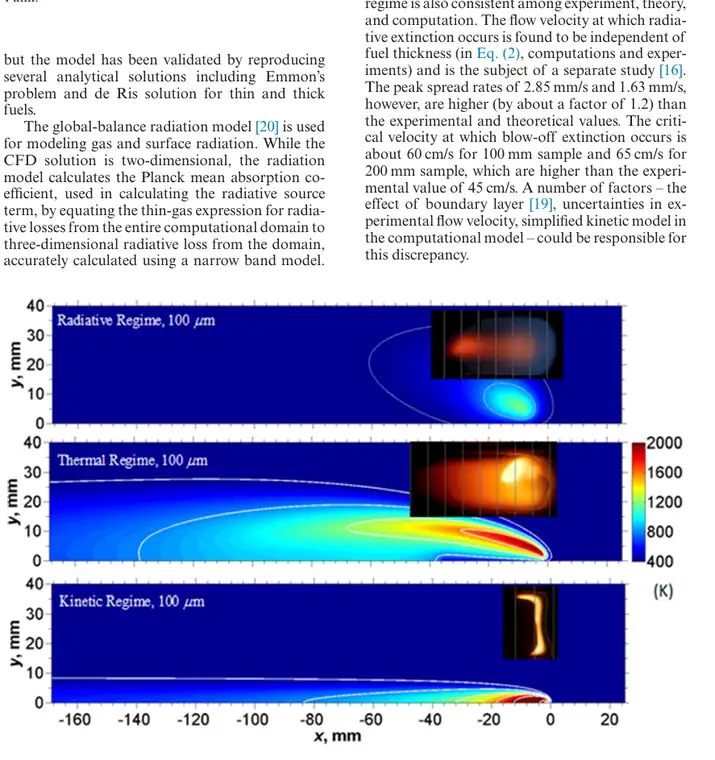 but the model has been validated by reproducing
several analytical solutions including Emmon's
problem and de Ris solution for thin and thick
fuels.
The global-balance radiation model [20] is used
for modeling gas and surface radiation. While the
CFD solution is two-dimensional, the radiation
model calculates the Planck mean absorption co-
efficient, used in calculating the radiative source
term, by equating the thin-gas expression for radia-
tive losses from the entire computational domain to
three-dimensional radiative loss from the domain,
accurately calculated using a narrow band model.
regime is also consistent among experiment, theory,
and computation. The flow velocity at which radia-
tive extinction occurs is found to be independent of
fuel thickness (in Eq. (2), computations and exper-
iments) and is the subject of a separate study [16].
The peak spread rates of 2.85 mm/s and 1.63 mm/s,
however, are higher (by about a factor of 1.2) than
the experimental and theoretical values. The criti-
cal velocity at which blow-off extinction occurs is
about 60 cm/s for 100 mm sample and 65 cm/s for
200 mm sample, which are higher than the experi-
mental value of 45 cm/s. A number of factors – the
effect of boundary layer [19], uncertainties in ex-
perimental flow velocity, simplified kinetic model in
the computational model – could be responsible for
this discrepancy.
40
30
20
10
0
y, mm
Radiative Regime, 100 μm
40
30
20
10
0
y, mm
Thermal Regime, 100 μm
2000
1600
1200
800
400
(K)
40
30
20
10
0
y, mm
Kinetic Regime, 100 μm
-160 -140 -120 -100 -80 -60 -40 -20 0 20
x, mm